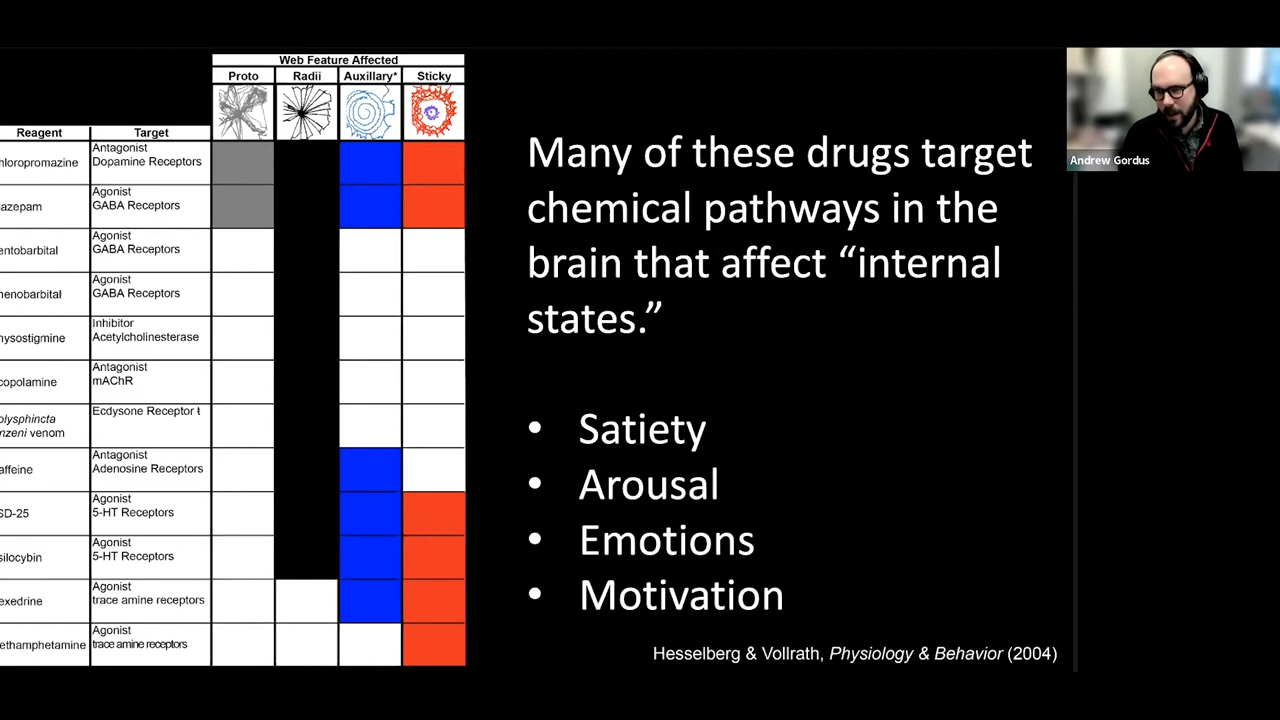 Web Feature Affected
Proto Radii Auxillary* Sticky
Reagent Target
hloropromazine Antagonist Dopamine Receptors
iazepam Agonist GABA Receptors
entobarbital Agonist GABA Receptors
henobarbital Agonist GABA Receptors
hysostigmine Inhibitor Acetylcholinesterase
copolamine Antagonist mAChR
olysphincta nzeni venom Ecdysone Receptor ŧ
affeine Antagonist Adenosine Receptors
SD-25 Agonist 5-HT Receptors
silocybin Agonist 5-HT Receptors
exedrine Agonist trace amine receptors
ethamphetamine Agonist trace amine receptors
Many of these drugs target
chemical pathways in the
brain that affect “internal
states.”
• Satiety
• Arousal
• Emotions
• Motivation
Hesselberg & Vollrath, Physiology & Behavior (2004)
Andrew Gordus